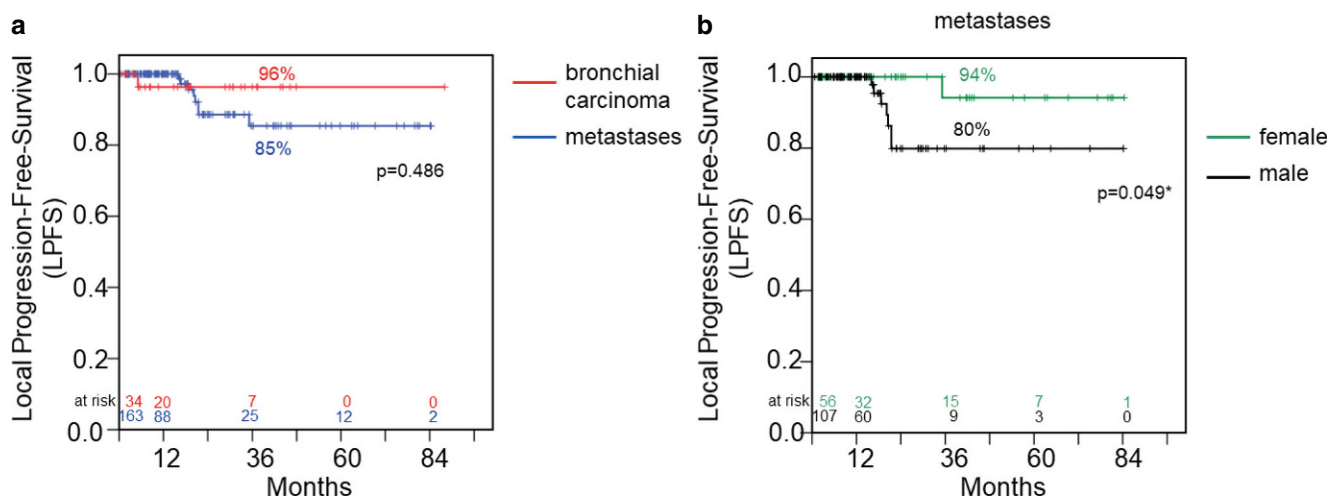 a
Local Progression-Free-Survival
(LPFS)
1.0
0.8
0.6
0.4
0.2
0.0
96%
85%
p=0.486
at risk 34 20 7 0 0
163 88 25 12 2
12 36 60 84
Months
bronchial
carcinoma
metastases
b
metastases
Local Progression-Free-Survival
(LPFS)
1.0
0.8
0.6
0.4
0.2
0.0
94%
80%
p=0.049*
at risk 56 32 15 7 1
107 60 9 3 0
12 36 60 84
Months
female
male